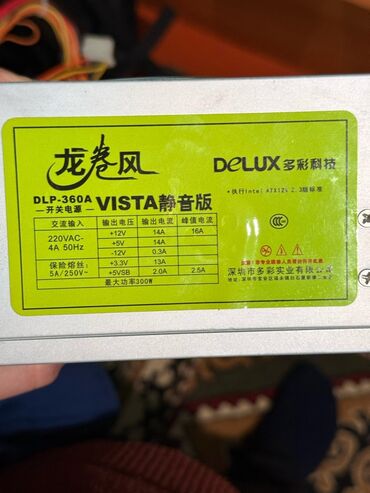 龙卷风
DELUX 多彩科技
DLP-360A
VISTA静音版
开关电源
•执行Intel ATX12V 2.3版标准
交流输入 输出电压 输出电流 峰值电流
220VAC-
4A 50Hz
+12V 14A 16A
+5V 14A
-12V 0.3A
+3.3V 13A
+5VSB 2.0A 2.5A
保险熔丝:
5A/250V~
最大功率300W
CCC
深圳市多彩实业有限公司